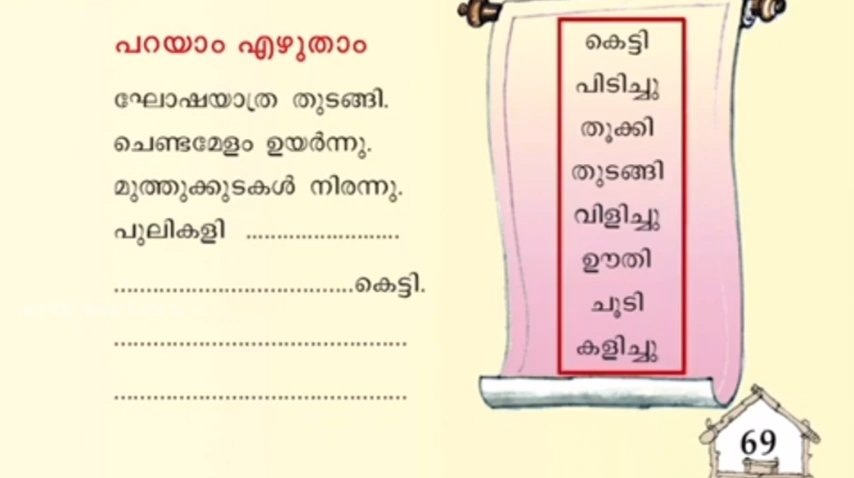 പറയാം എഴുതാം
ഘോഷയാത്ര തുടങ്ങി.
ചെണ്ടമേളം ഉയർന്നു.
മുത്തുക്കുടകൾ നിരന്നു.
പുലികളി ........................
......................................കെട്ടി.
..............................................
..............................................
കെട്ടി
പിടിച്ചു
തൂക്കി
തുടങ്ങി
വിളിച്ചു
ഊതി
ചൂടി
കളിച്ചു
69